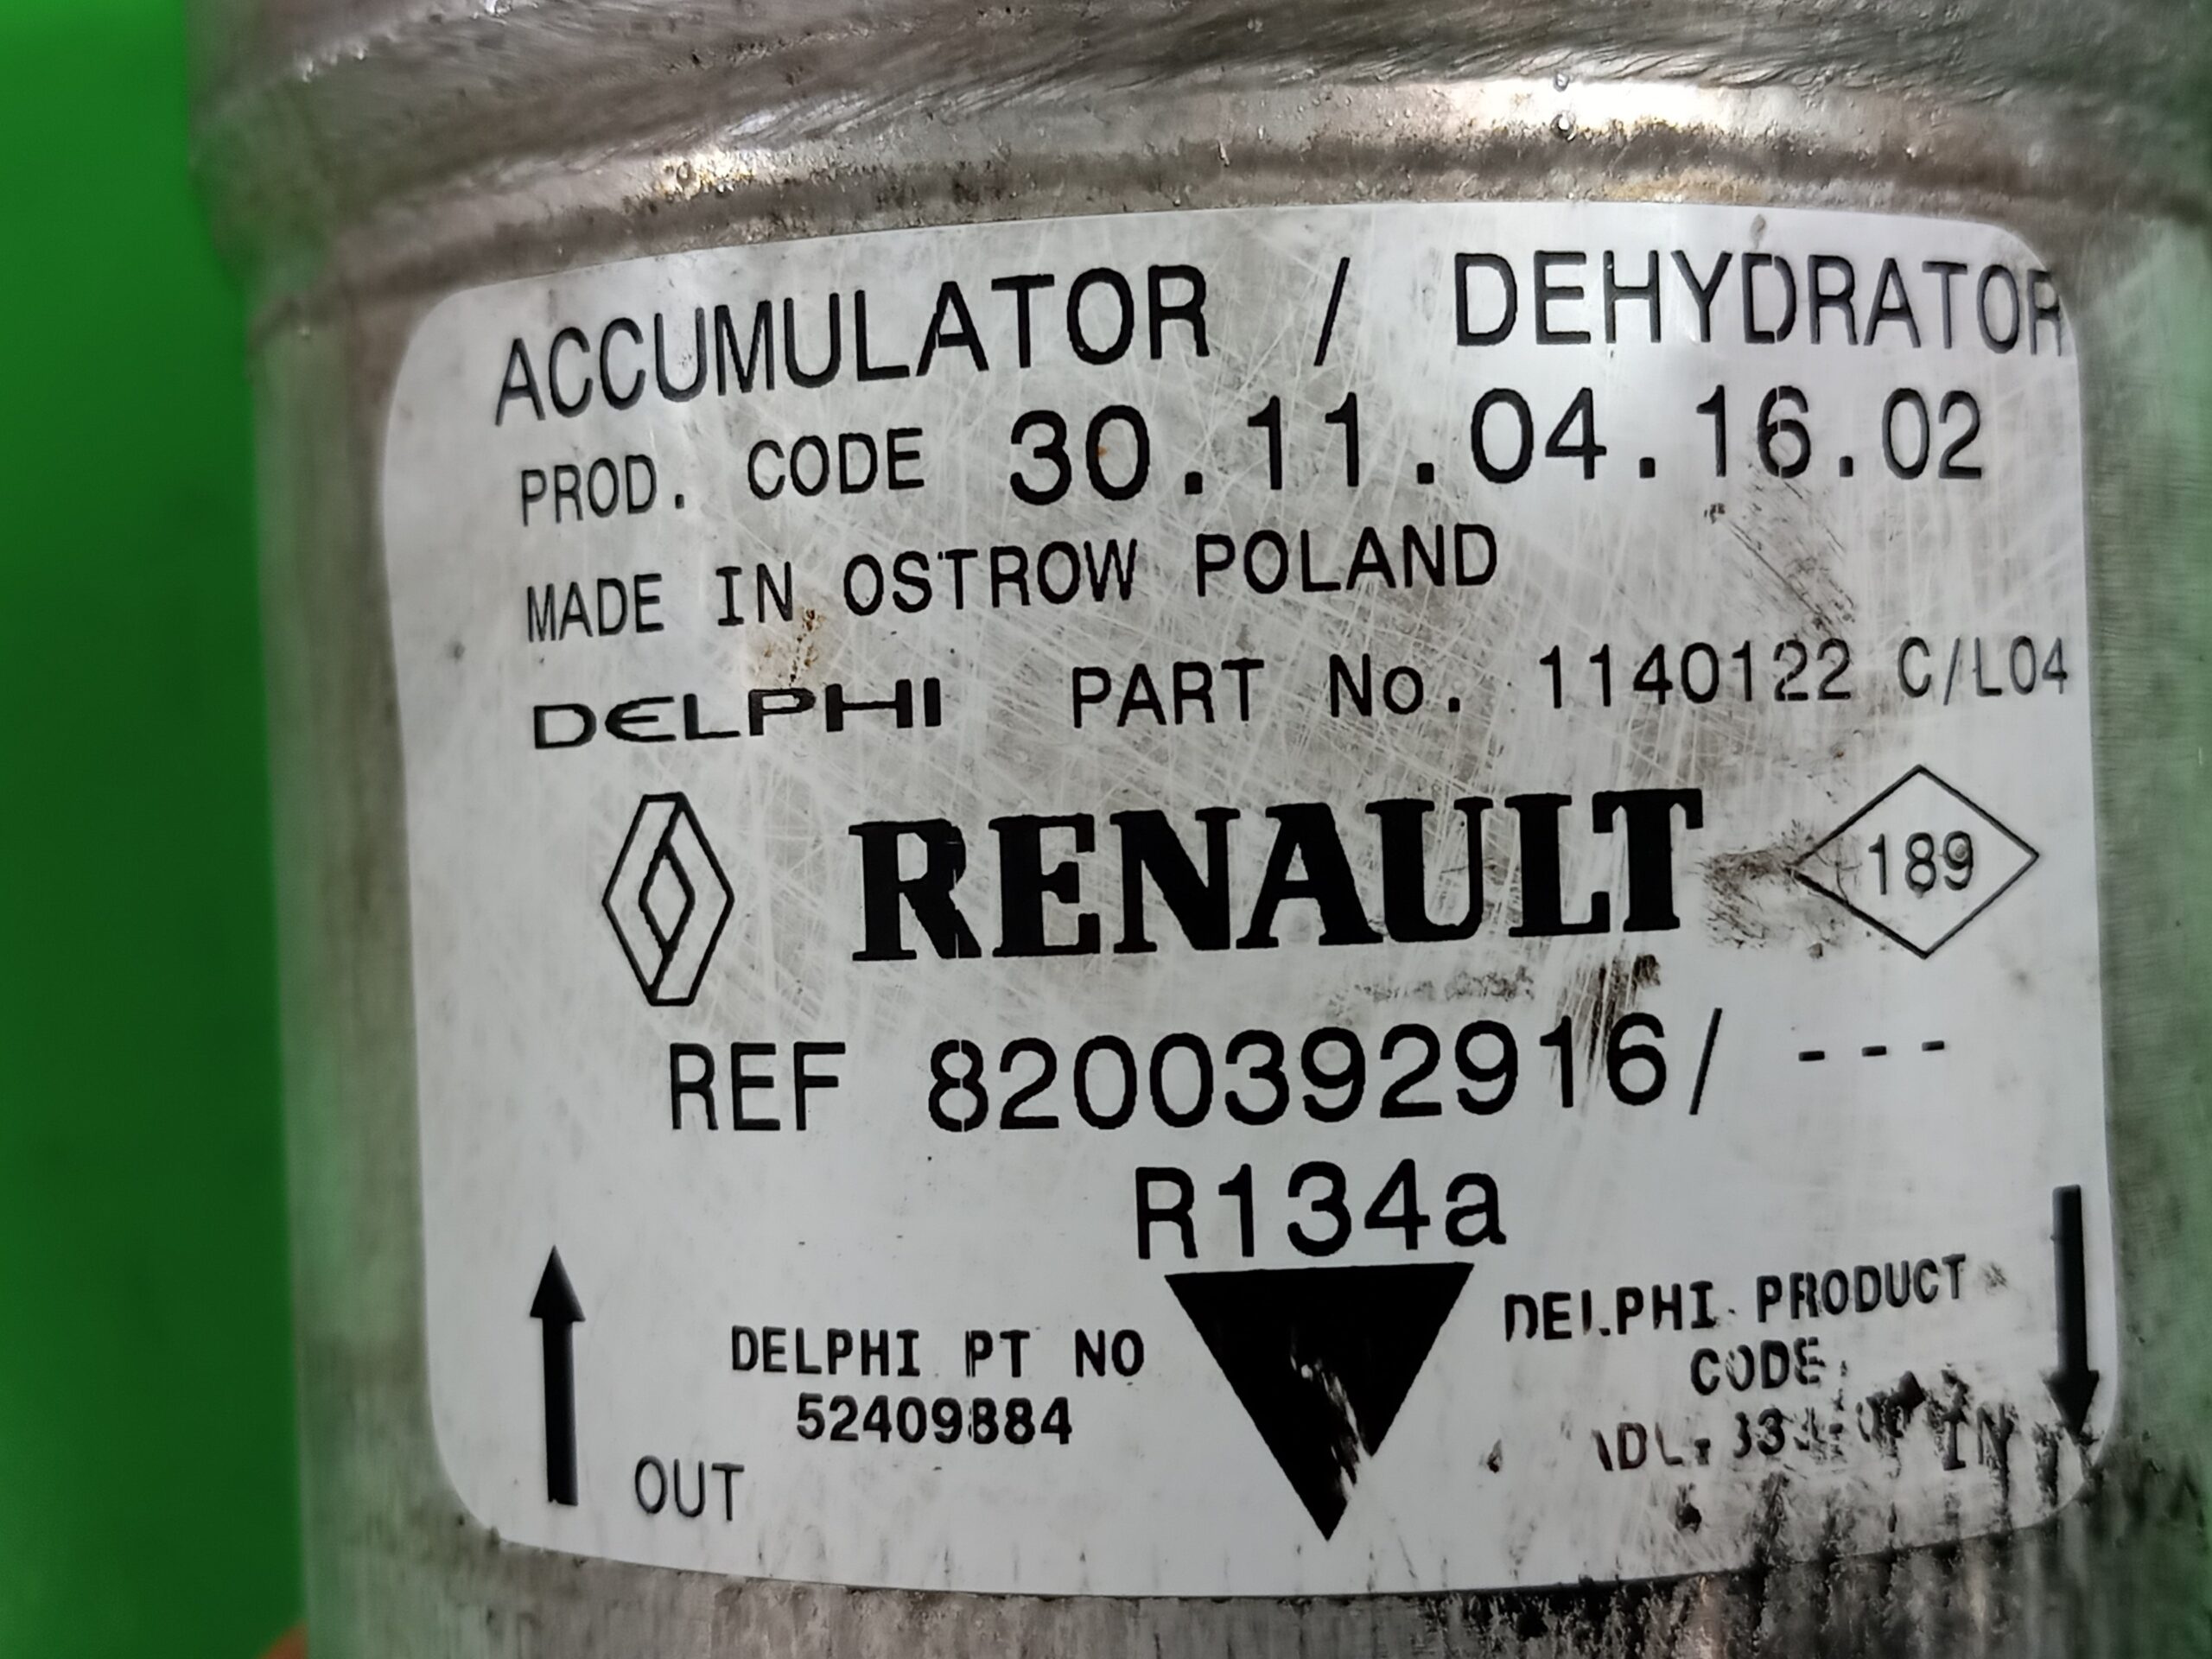 ACCUMULATOR / DEHYDRATOR
PROD. CODE 30.11.04.16.02
MADE IN OSTROW POLAND
DELPHI PART No. 1140122 C/L04
RENAULT 189
REF 8200392916/ ---
R134a
DELPHI PT NO
52409884
OUT
DELPHI PRODUCT
CODE
IN